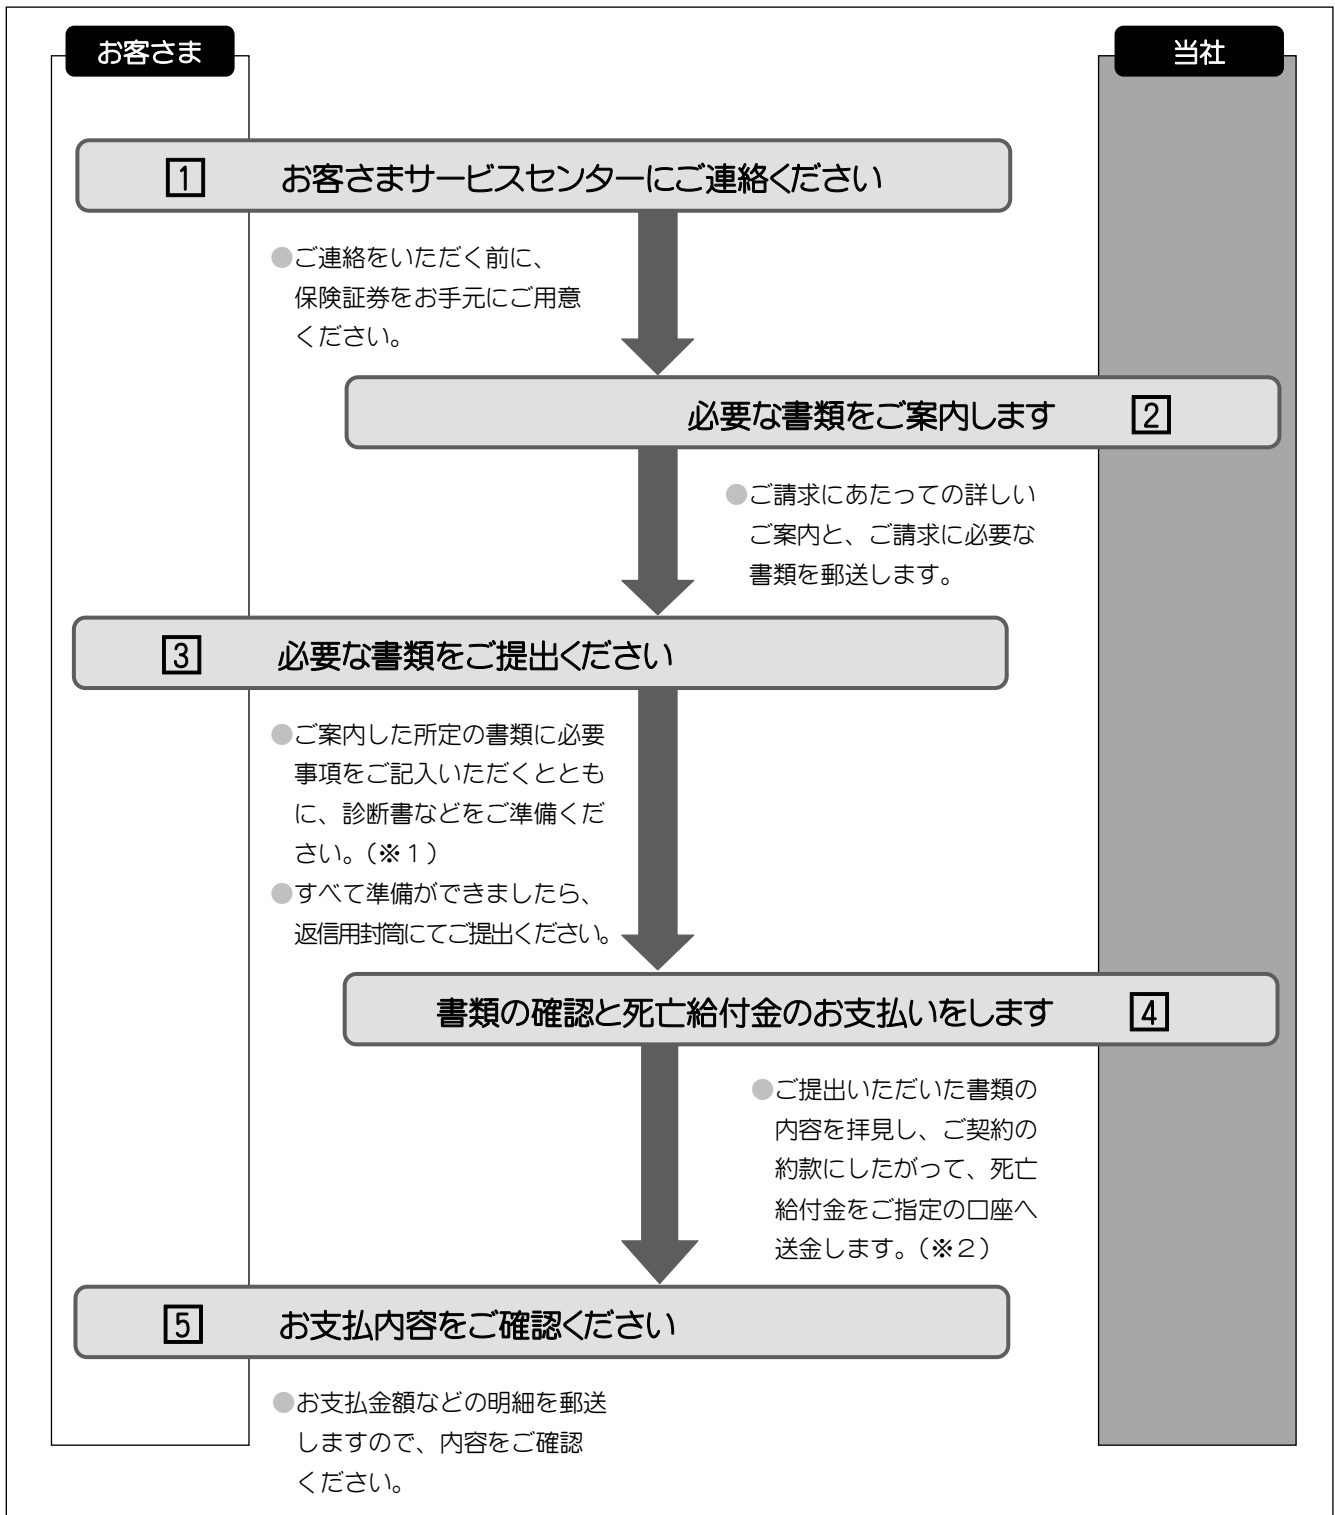 お客さま
当社
1 お客さまサービスセンターにご連絡ください
●ご連絡をいただく前に、
保険証券をお手元にご用意
ください。
必要な書類をご案内します 2
●ご請求にあたっての詳しい
ご案内と、ご請求に必要な
書類を郵送します。
3 必要な書類をご提出ください
●ご案内した所定の書類に必要
事項をご記入いただくととも
に、診断書などをご準備くだ
さい。(※1)
●すべて準備ができましたら、
返信用封筒にてご提出ください。
書類の確認と死亡給付金のお支払いをします 4
●ご提出いただいた書類の
内容を拝見し、ご契約の
約款にしたがって、死亡
給付金をご指定の口座へ
送金します。(※2)
5 お支払内容をご確認ください
●お支払金額などの明細を郵送
しますので、内容をご確認
ください。